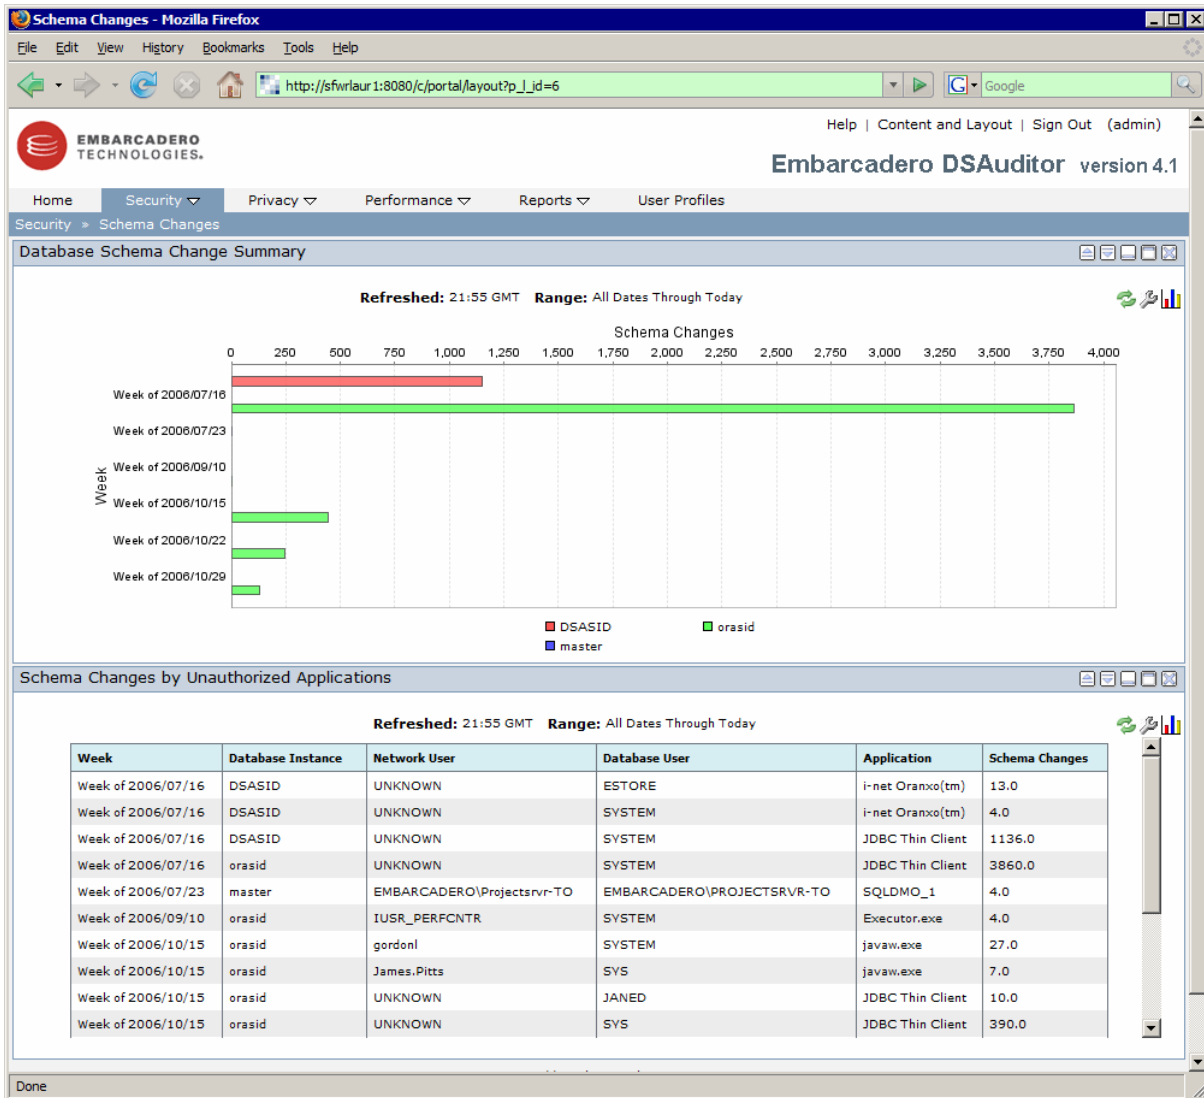 Schema Changes - Mozilla Firefox
File Edit View History Bookmarks Tools Help
http://sfwrlaur1:8080/c/portal/layout?p_l_id=6
G Google
EMBARCADERO
TECHNOLOGIES.
Help | Content and Layout | Sign Out (admin)
Embarcadero DSAuditor version 4.1
Home Security Privacy Performance Reports User Profiles
Security » Schema Changes
Database Schema Change Summary
Refreshed: 21:55 GMT Range: All Dates Through Today
Schema Changes
0 250 500 750 1,000 1,250 1,500 1,750 2,000 2,250 2,500 2,750 3,000 3,250 3,500 3,750 4,000
Week
Week of 2006/07/16
Week of 2006/07/23
Week of 2006/09/10
Week of 2006/10/15
Week of 2006/10/22
Week of 2006/10/29
DSASID orasid
master
Schema Changes by Unauthorized Applications
Refreshed: 21:55 GMT Range: All Dates Through Today
Week Database Instance Network User Database User Application Schema Changes
Week of 2006/07/16 DSASID UNKNOWN ESTORE i-net Oranxo(tm) 13.0
Week of 2006/07/16 DSASID UNKNOWN SYSTEM i-net Oranxo(tm) 4.0
Week of 2006/07/16 DSASID UNKNOWN SYSTEM JDBC Thin Client 1136.0
Week of 2006/07/16 orasid UNKNOWN SYSTEM JDBC Thin Client 3860.0
Week of 2006/07/23 master EMBARCADERO\Projectsrvr-TO EMBARCADERO\PROJECTSRVR-TO SQLDMO_1 4.0
Week of 2006/09/10 orasid IUSR_PERFCNTR SYSTEM Executor.exe 4.0
Week of 2006/10/15 orasid gordonl SYSTEM javaw.exe 27.0
Week of 2006/10/15 orasid James.Pitts SYS javaw.exe 7.0
Week of 2006/10/15 orasid UNKNOWN JANED JDBC Thin Client 10.0
Week of 2006/10/15 orasid UNKNOWN SYS JDBC Thin Client 390.0
Done